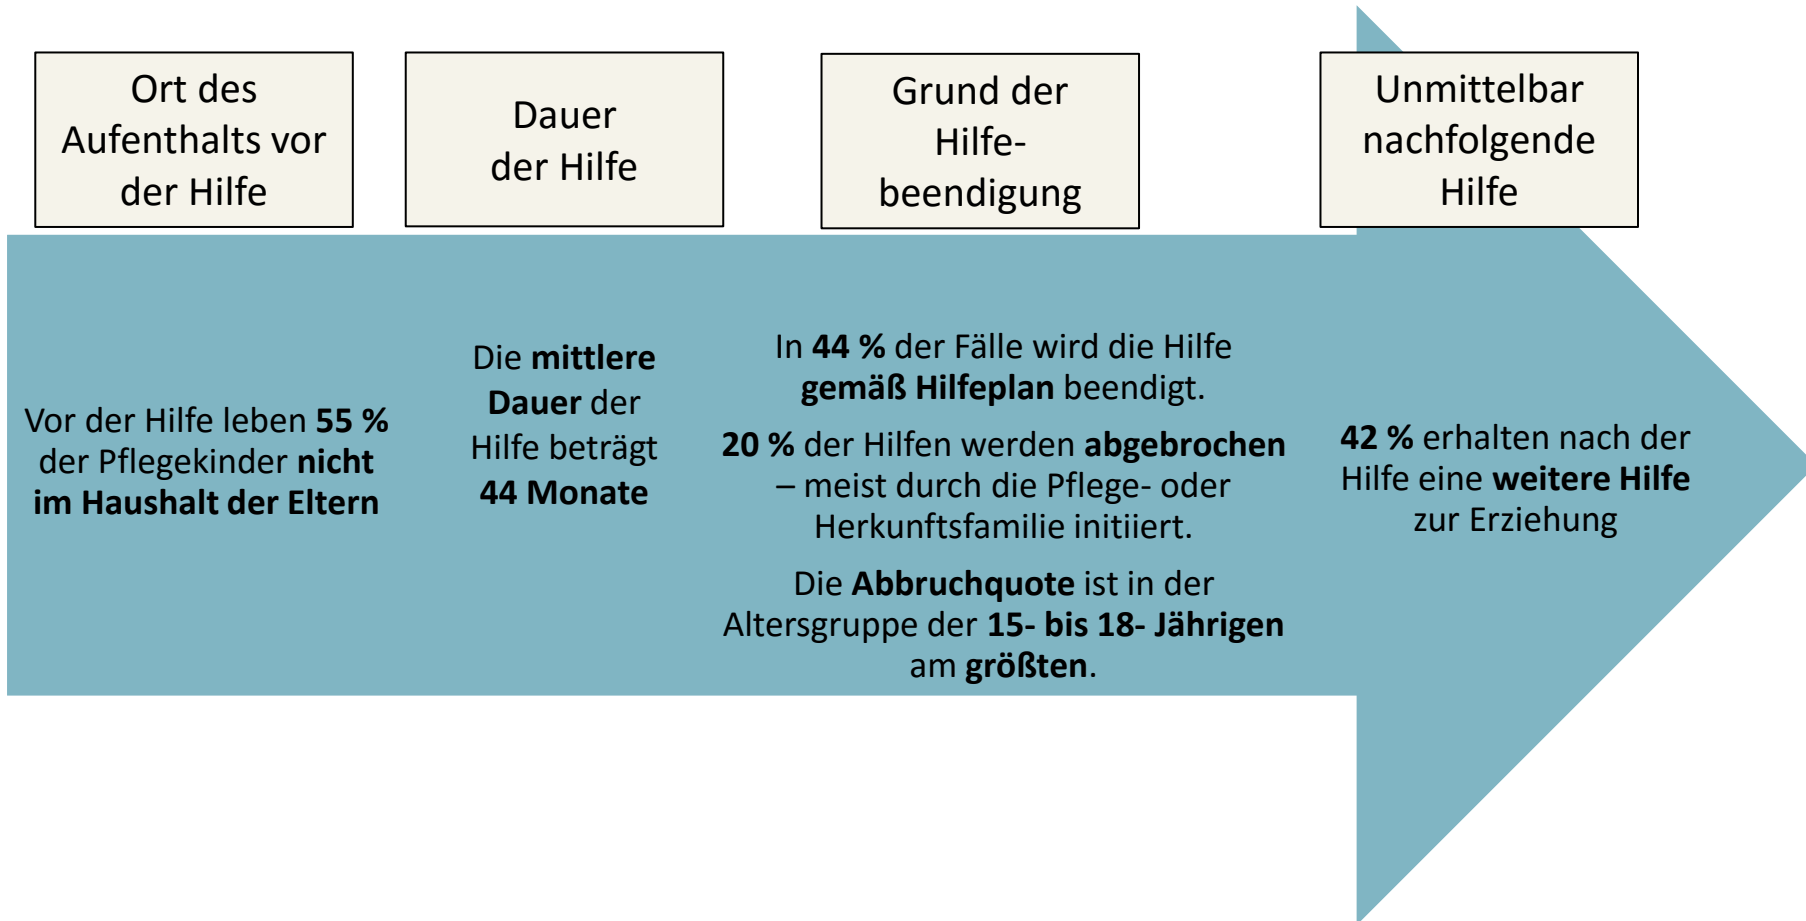 Ort des
Aufenthalts vor
der Hilfe
Dauer
der Hilfe
Grund der
Hilfe-
beendigung
Unmittelbar
nachfolgende
Hilfe
Vor der Hilfe leben 55 %
der Pflegekinder nicht
im Haushalt der Eltern
Die mittlere
Dauer der
Hilfe beträgt
44 Monate
In 44 % der Fälle wird die Hilfe
gemäß Hilfeplan beendigt.
20 % der Hilfen werden abgebrochen
– meist durch die Pflege- oder
Herkunftsfamilie initiiert.
Die Abbruchquote ist in der
Altersgruppe der 15- bis 18- Jährigen
am größten.
42 % erhalten nach der
Hilfe eine weitere Hilfe
zur Erziehung